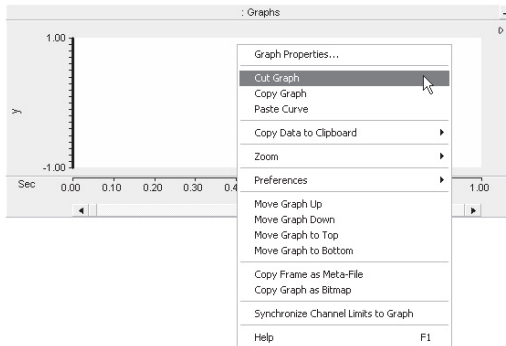 : Graphs
1.00
y
-1.00
Sec
0.00 0.10 0.20 0.30 0.4 1.00
Graph Properties...
Cut Graph
Copy Graph
Paste Curve
Copy Data to Clipboard
Zoom
Preferences
Move Graph Up
Move Graph Down
Move Graph to Top
Move Graph to Bottom
Copy Frame as Meta-File
Copy Graph as Bitmap
Synchronize Channel Limits to Graph
Help F1